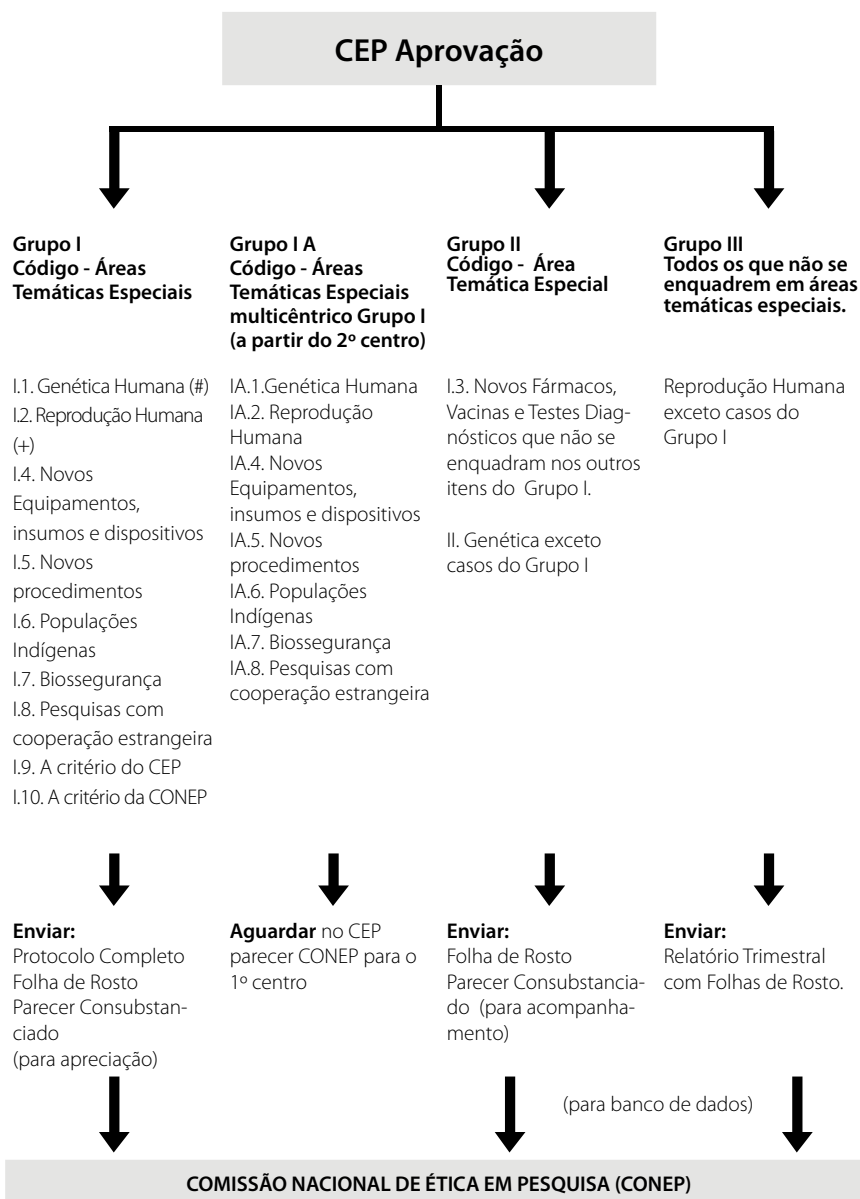 CEP Aprovação
Grupo I
Código - Áreas
Temáticas Especiais
I.1. Genética Humana (#)
I.2. Reprodução Humana
(+)
I.4. Novos
Equipamentos,
insumos e dispositivos
I.5. Novos
procedimentos
I.6. Populações
Indígenas
I.7. Biossegurança
I.8. Pesquisas com
cooperação estrangeira
I.9. A critério do CEP
I.10. A critério da CONEP
Enviar:
Protocolo Completo
Folha de Rosto
Parecer Consubstan-
ciado
(para apreciação)
Grupo I A
Código - Áreas
Temáticas Especiais
multicêntrico Grupo I
(a partir do 2º centro)
IA.1.Genética Humana
IA.2. Reprodução
Humana
IA.4. Novos
Equipamentos,
insumos e dispositivos
IA.5. Novos
procedimentos
IA.6. Populações
Indígenas
IA.7. Biossegurança
IA.8. Pesquisas com
cooperação estrangeira
Aguardar no CEP
parecer CONEP para o
1º centro
Grupo II
Código - Área
Temática Especial
I.3. Novos Fármacos,
Vacinas e Testes Diag-
nósticos que não se
enquadram nos outros
itens do Grupo I.
II. Genética exceto
casos do Grupo I
Enviar:
Folha de Rosto
Parecer Consubstancia-
do (para acompanha-
mento)
Grupo III
Todos os que não se
enquadrem em áreas
temáticas especiais.
Reprodução Humana
exceto casos do
Grupo I
Enviar:
Relatório Trimestral
com Folhas de Rosto.
(para banco de dados)
COMISSÃO NACIONAL DE ÉTICA EM PESQUISA (CONEP)